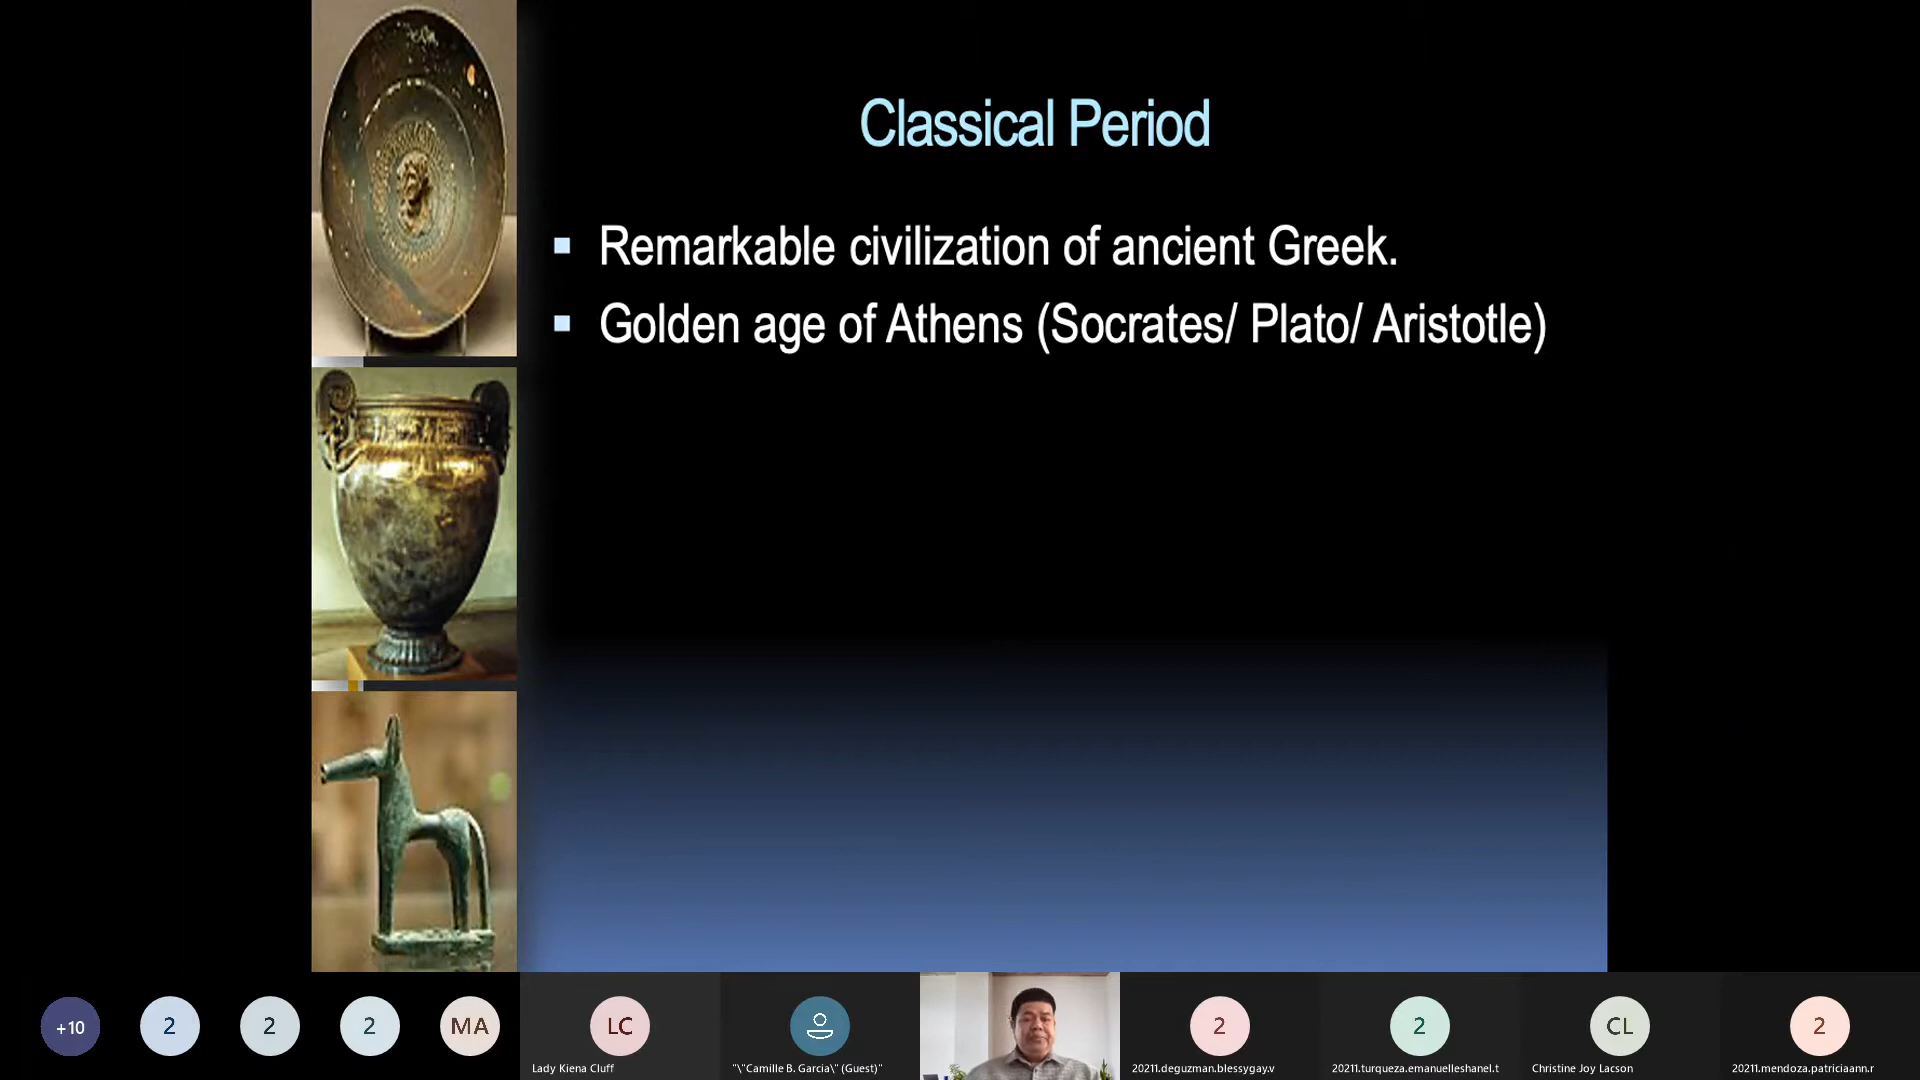 Classical Period
Remarkable civilization of ancient Greek.
Golden age of Athens (Socrates/ Plato/ Aristotle)
+10
2
2
2
MA
LC
Lady Kiena Cluff
"\"Camille B. Garcia\" (Guest)"
2
20211.deguzman.blessygay.v
2
20211.turqueza.emanuelleshanel.t
CL
Christine Joy Lacson
2
20211.mendoza.patriciaann.r